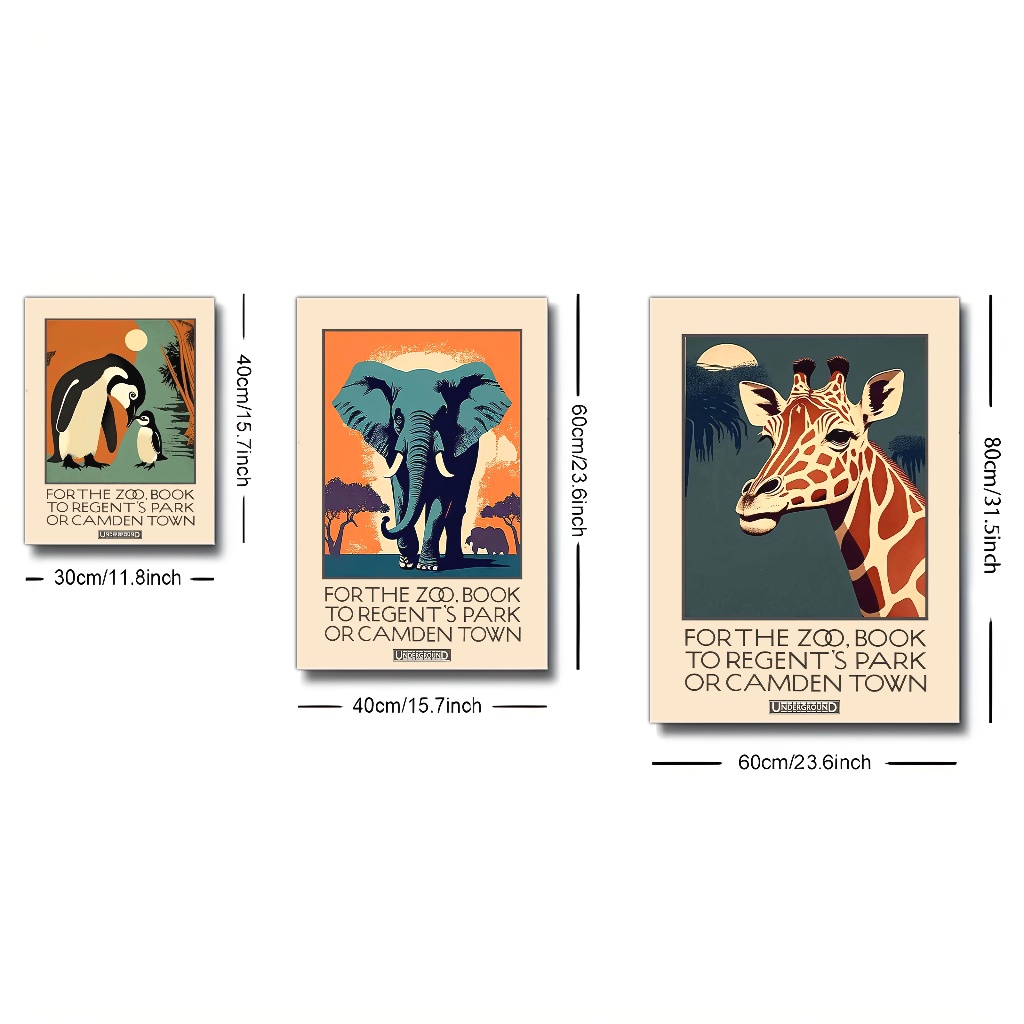 FOR THE ZOO, BOOK
TO REGENT'S PARK
OR CAMDEN TOWN
UNDERGROUND
40cm/15.7inch
30cm/11.8inch
FOR THE ZOO, BOOK
TO REGENT'S PARK
OR CAMDEN TOWN
UNDERGROUND
60cm/23.6inch
40cm/15.7inch
FOR THE ZOO, BOOK
TO REGENT'S PARK
OR CAMDEN TOWN
UNDERGROUND
80cm/31.5inch
60cm/23.6inch